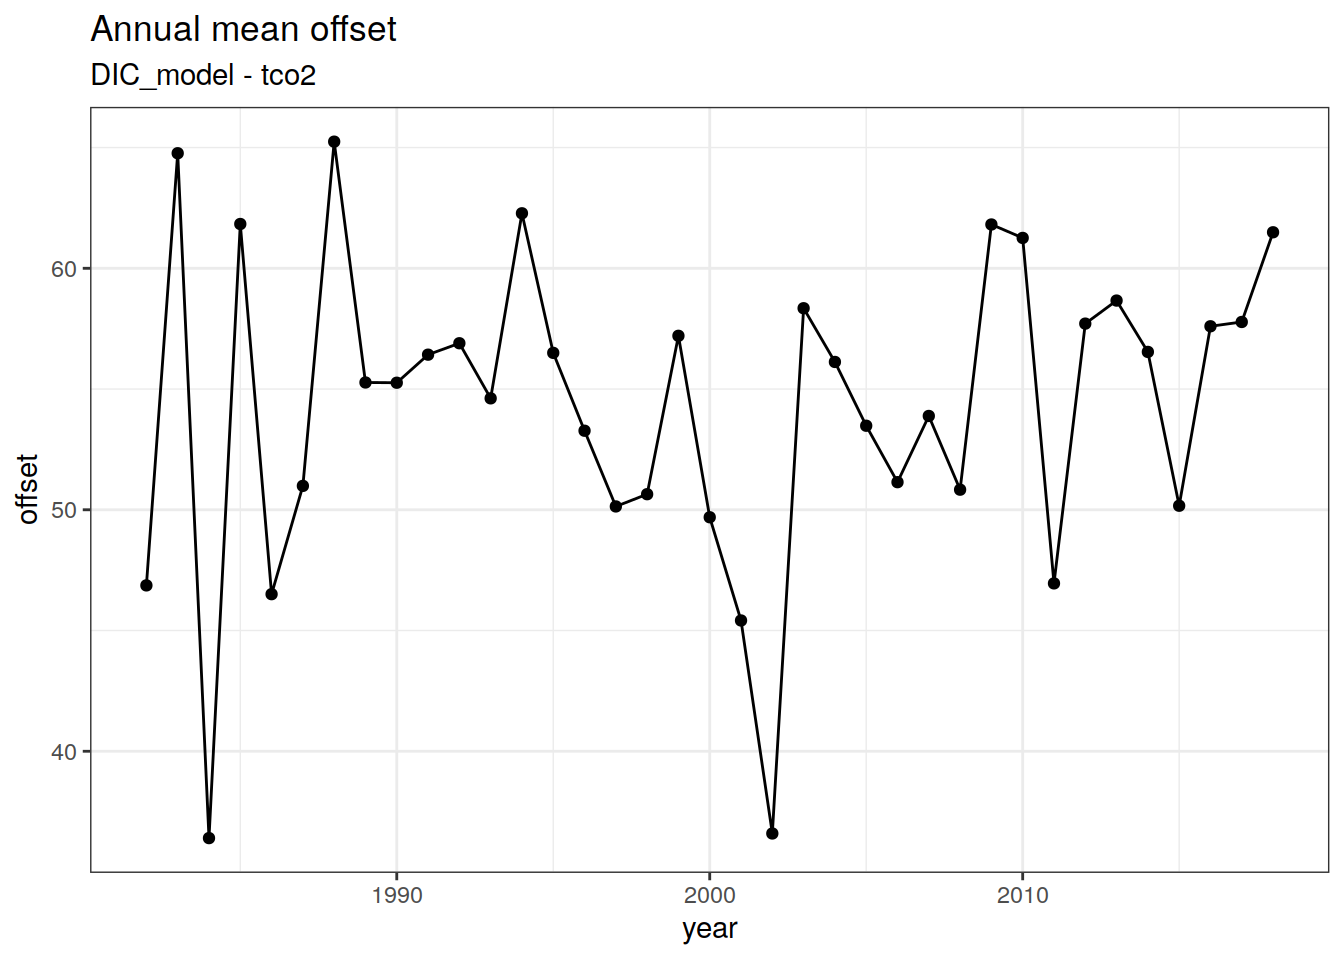 Annual mean offset
DIC_model - tco2
offset
60
50
40
1990 2000 2010
year